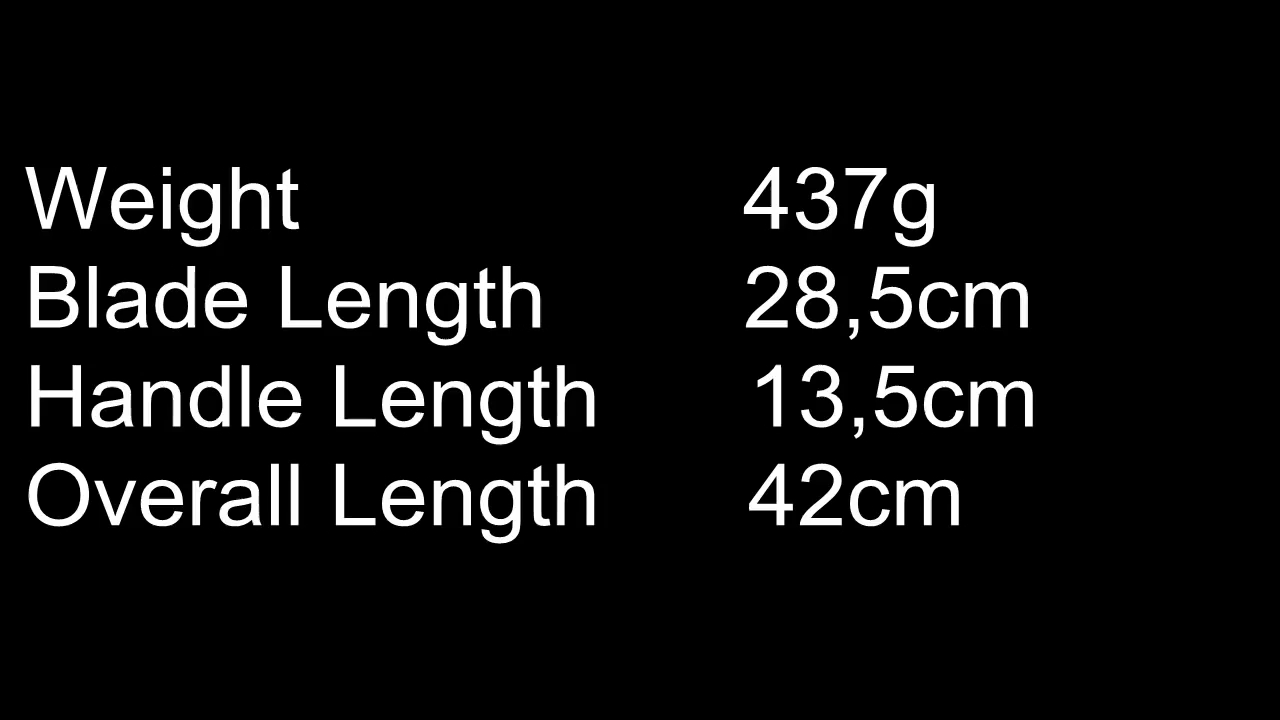 Weight 437g
Blade Length 28,5cm
Handle Length 13,5cm
Overall Length 42cm